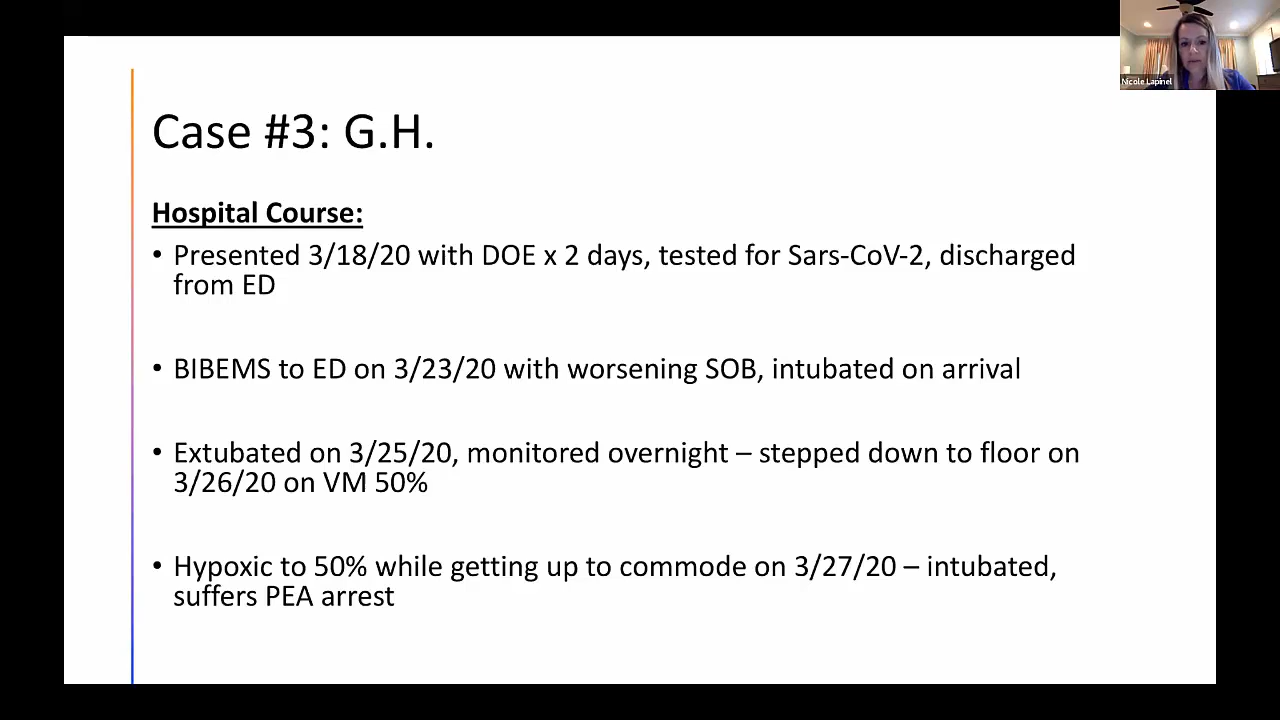 Nicole Lapinel
Case #3: G.H.
Hospital Course:
• Presented 3/18/20 with DOE x 2 days, tested for Sars-CoV-2, discharged
from ED
• BIBEMS to ED on 3/23/20 with worsening SOB, intubated on arrival
• Extubated on 3/25/20, monitored overnight – stepped down to floor on
3/26/20 on VM 50%
• Hypoxic to 50% while getting up to commode on 3/27/20 – intubated,
suffers PEA arrest